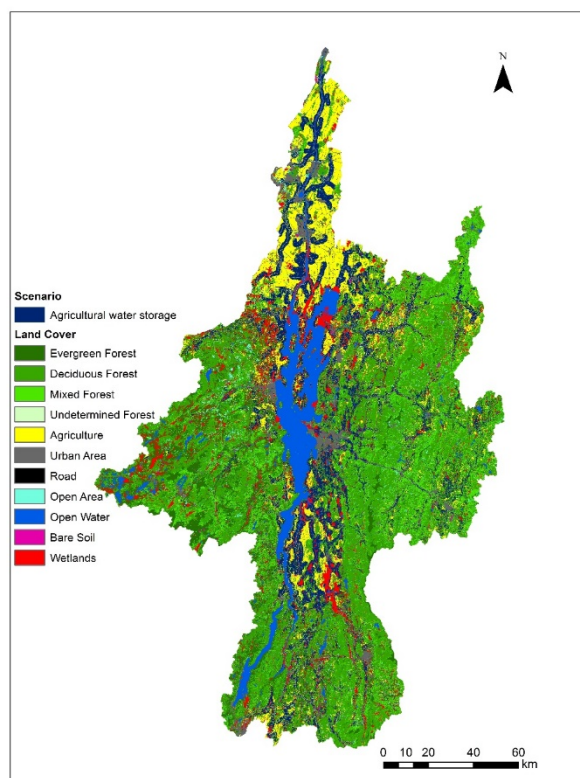 N
Scenario
Agricultural water storage
Land Cover
Evergreen Forest
Deciduous Forest
Mixed Forest
Undetermined Forest
Agriculture
Urban Area
Road
Open Area
Open Water
Bare Soil
Wetlands
0 10 20 40 60
km